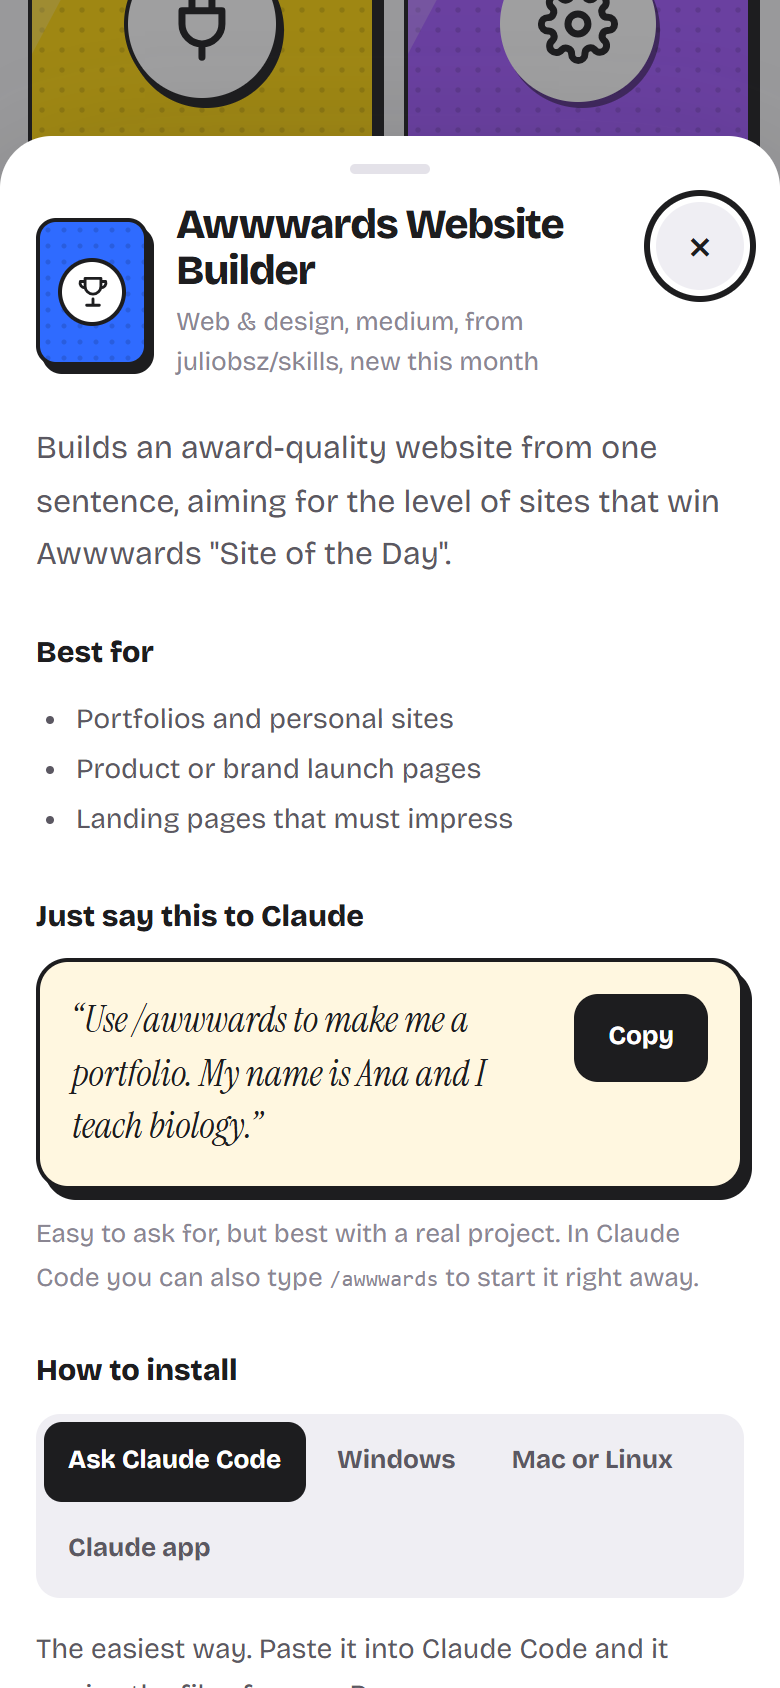 Awwwards Website
Builder
Web & design, medium, from
juliobsz/skills, new this month
Builds an award-quality website from one
sentence, aiming for the level of sites that win
Awwwards "Site of the Day".
Best for
• Portfolios and personal sites
• Product or brand launch pages
• Landing pages that must impress
Just say this to Claude
“Use /awwwards to make me a
portfolio. My name is Ana and I
teach biology.”
Copy
Easy to ask for, but best with a real project. In Claude
Code you can also type /awwwards to start it right away.
How to install
Ask Claude Code Windows Mac or Linux
Claude app
The easiest way. Paste it into Claude Code and it